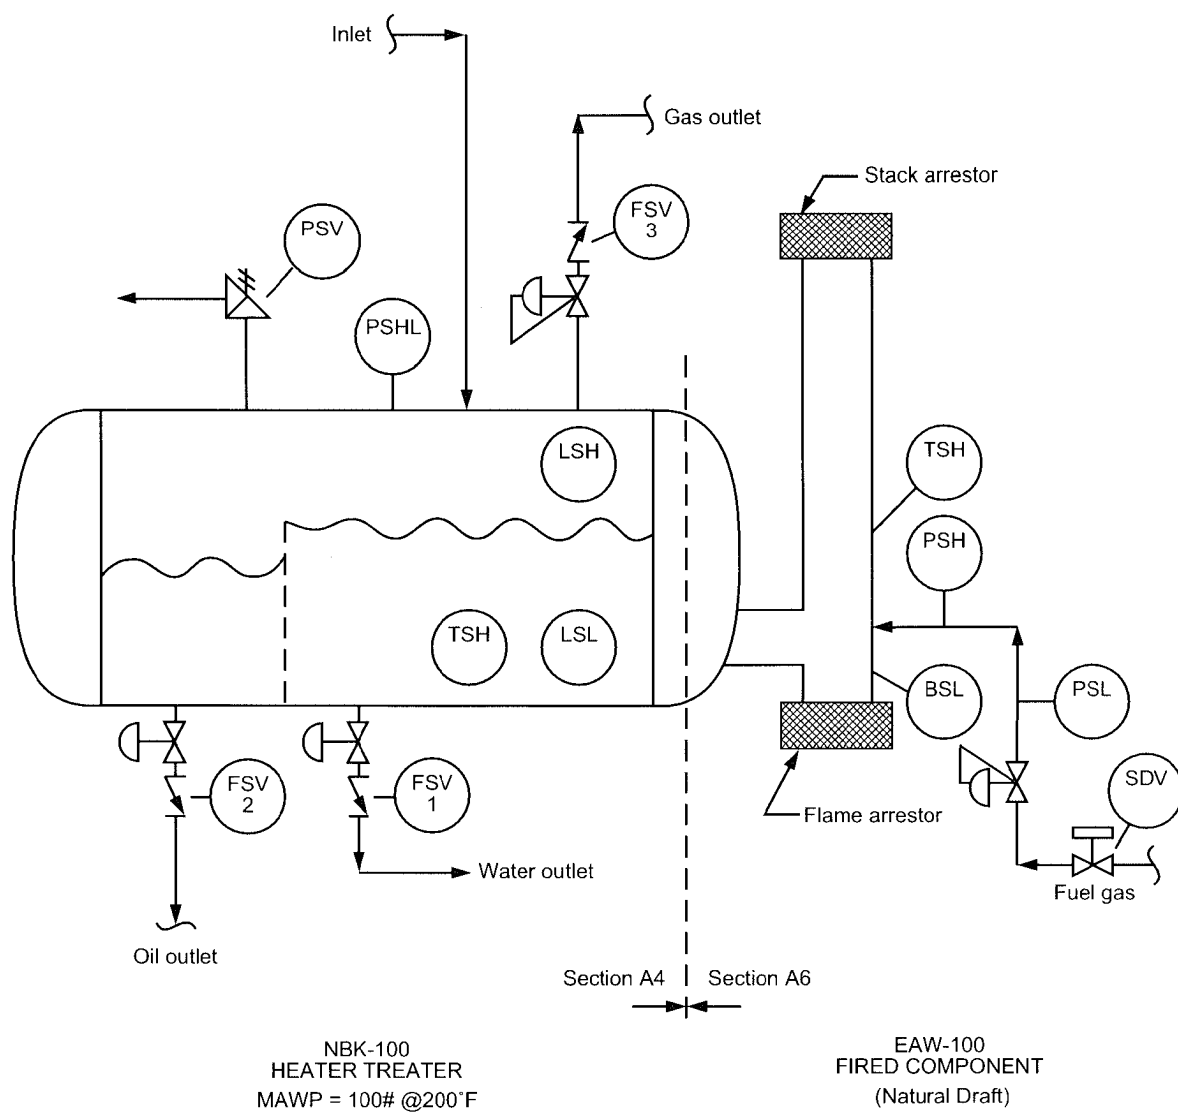 Inlet
Gas outlet
Stack arrestor
FSV
3
PSV
PSHL
LSH
TSH
PSH
TSH
LSL
BSL
PSL
FSV
2
FSV
1
SDV
Flame arrestor
Water outlet
Fuel gas
Oil outlet
Section A4
Section A6
NBK-100
HEATER TREATER
MAWP = 100# @200°F
EAW-100
FIRED COMPONENT
(Natural Draft)